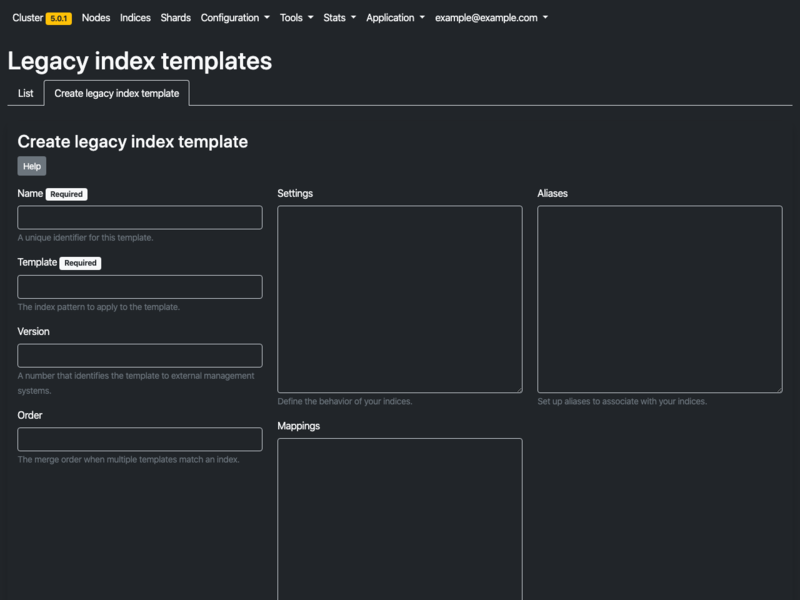 Cluster 5.0.1 Nodes Indices Shards Configuration Tools Stats Application example@example.com
Legacy index templates
List Create legacy index template
Create legacy index template
Help
Name Required
A unique identifier for this template.
Template Required
The index pattern to apply to the template.
Version
A number that identifies the template to external management
systems.
Order
The merge order when multiple templates match an index.
Settings
Define the behavior of your indices.
Mappings
Aliases
Set up aliases to associate with your indices.